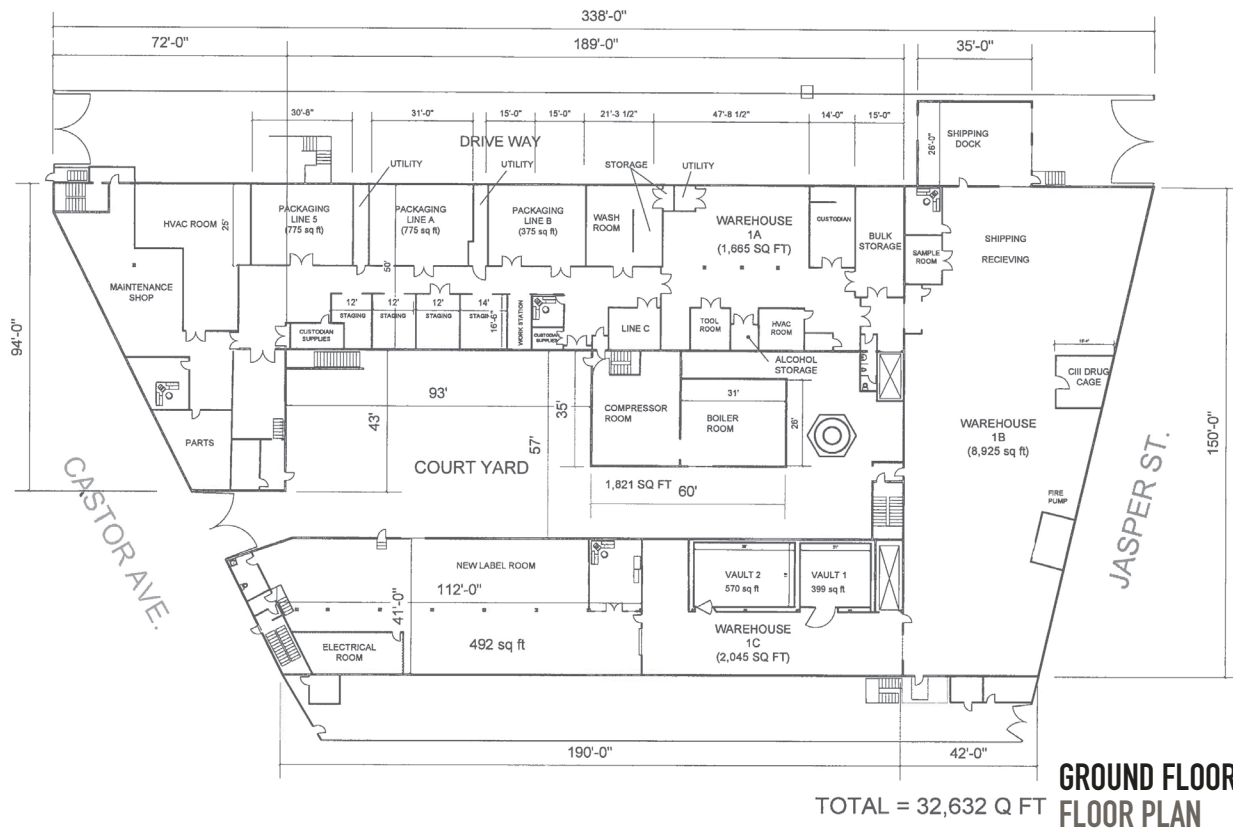 338'-0"
72'-0"
189'-0"
35'-0"
30'-6"
31'-0"
15'-0"
15'-0"
21'-3 1/2"
47'-8 1/2"
14'-0"
15'-0"
DRIVE WAY
UTILITY
UTILITY
STORAGE
UTILITY
26'-0"
SHIPPING
DOCK
HVAC ROOM
25'
PACKAGING
LINE 5
(775 sq ft)
PACKAGING
LINE A
(775 sq ft)
PACKAGING
LINE B
(375 sq ft)
WASH
ROOM
WAREHOUSE
1A
(1,665 SQ FT)
CUSTODIAN
BULK
STORAGE
SAMPLE
ROOM
SHIPPING
RECIEVING
50'
MAINTENANCE
SHOP
94'-0"
12'
STAGING
12'
STAGING
12'
STAGING
14'
STAGING
16'-6"
WORK STATION
CUSTODIAN
SUPPLIES
CUSTODIAN
SUPPLIES
LINE C
TOOL
ROOM
HVAC
ROOM
ALCOHOL
STORAGE
CIII DRUG
CAGE
93'
43'
57'
35'
COMPRESSOR
ROOM
31'
BOILER
ROOM
26'
PARTS
COURT YARD
1,821 SQ FT
60'
WAREHOUSE
1B
(8,925 sq ft)
150'-0"
FIRE
PUMP
CASTOR AVE.
JASPER ST.
NEW LABEL ROOM
112'-0"
41'-0"
492 sq ft
ELECTRICAL
ROOM
VAULT 2
570 sq ft
VAULT 1
399 sq ft
WAREHOUSE
1C
(2,045 SQ FT)
190'-0"
42'-0"
TOTAL = 32,632 Q FT
GROUND FLOOR
FLOOR PLAN